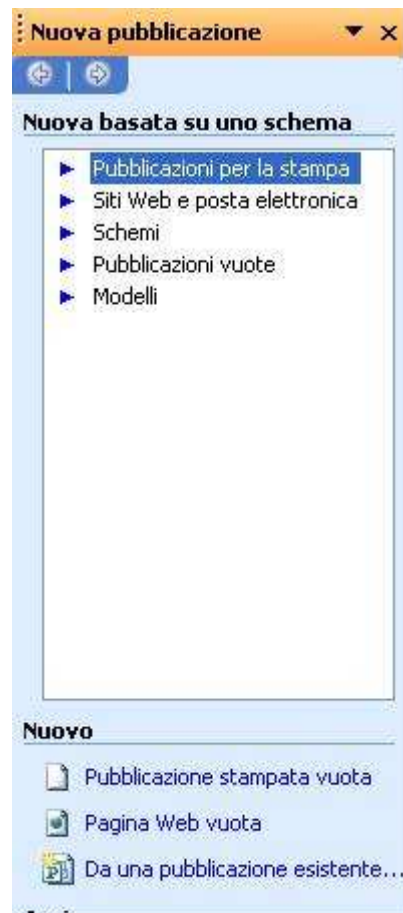 Nuova pubblicazione
Nuova basata su uno schema
Pubblicazioni per la stampa
Siti Web e posta elettronica
Schemi
Pubblicazioni vuote
Modelli
Nuovo
Pubblicazione stampata vuota
Pagina Web vuota
Da una pubblicazione esistente...